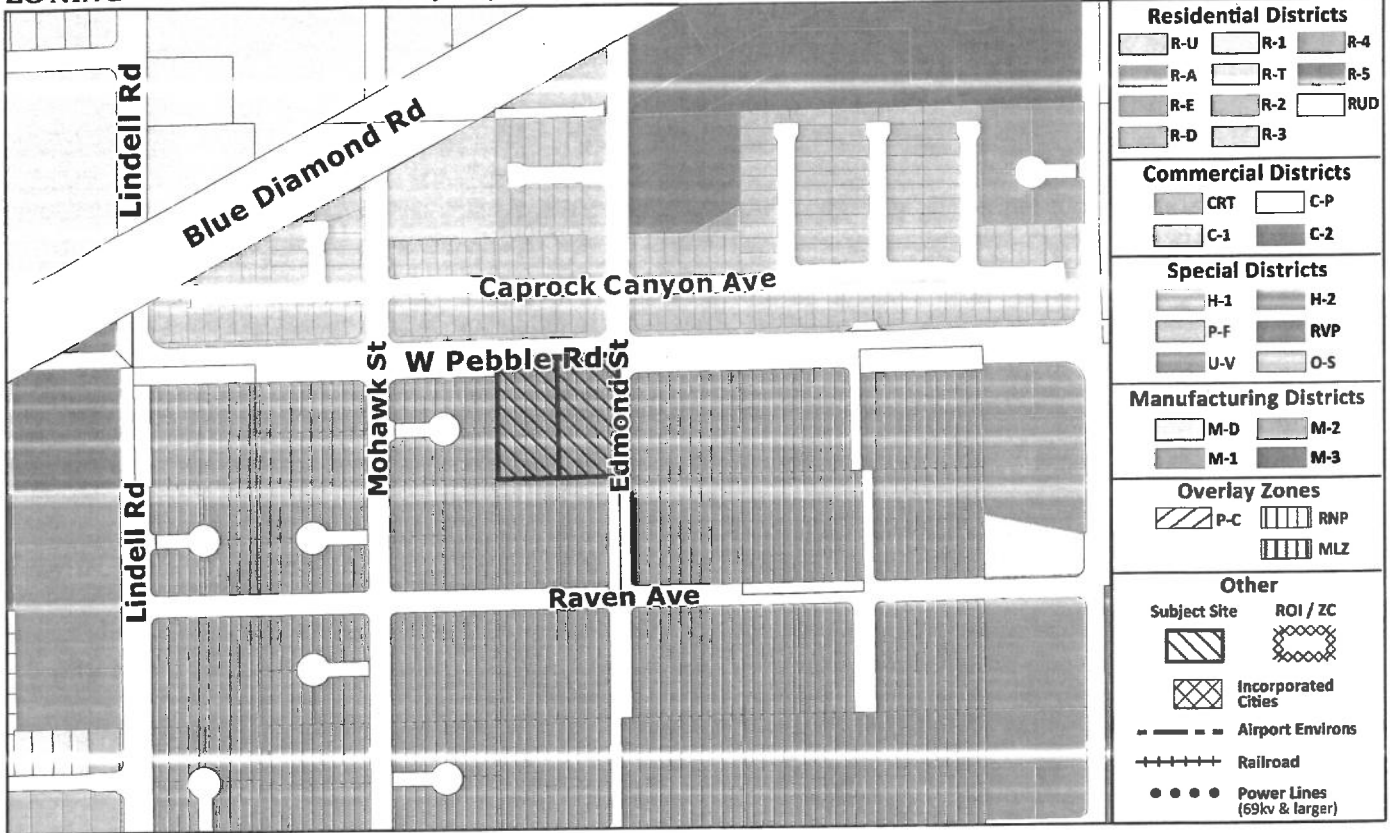 ZONING
Lindell Rd
Blue Diamond Rd
Caprock Canyon Ave
W Pebble Rd
Mohawk St
Edmond St
Lindell Rd
Raven Ave
Residential Districts
R-U R-1 R-4
R-A R-T R-5
R-E R-2 RUD
R-D R-3
Commercial Districts
CRT C-P
C-1 C-2
Special Districts
H-1 H-2
P-F RVP
U-V O-S
Manufacturing Districts
M-D M-2
M-1 M-3
Overlay Zones
P-C RNP
MLZ
Other
Subject Site ROI / ZC
Incorporated
Cities
Airport Environs
Railroad
Power Lines
(69kv & larger)